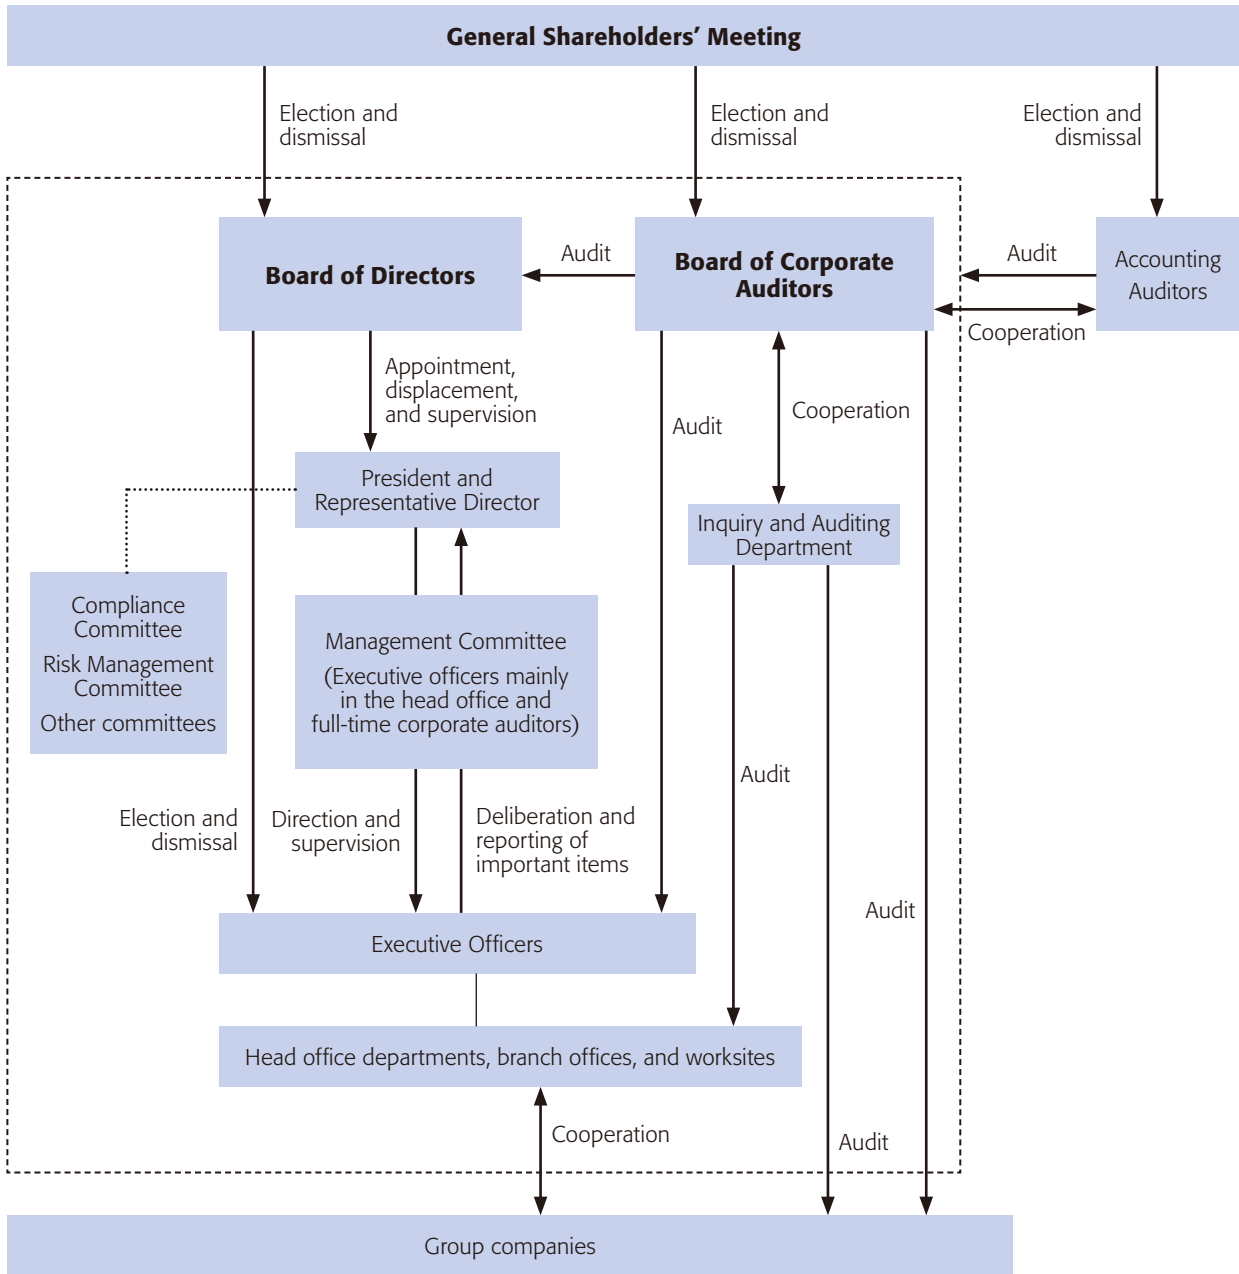 General Shareholders’ Meeting
Election and
dismissal
Election and
dismissal
Election and
dismissal
Board of Directors
Audit
Board of Corporate
Auditors
Audit
Accounting
Auditors
Cooperation
Appointment,
displacement,
and supervision
Audit
Cooperation
President and
Representative Director
Inquiry and Auditing
Department
Compliance
Committee
Risk Management
Committee
Other committees
Management Committee
(Executive officers mainly
in the head office and
full-time corporate auditors)
Audit
Election and
dismissal
Direction and
supervision
Deliberation and
reporting of
important items
Audit
Executive Officers
Head office departments, branch offices, and worksites
Cooperation
Audit
Group companies